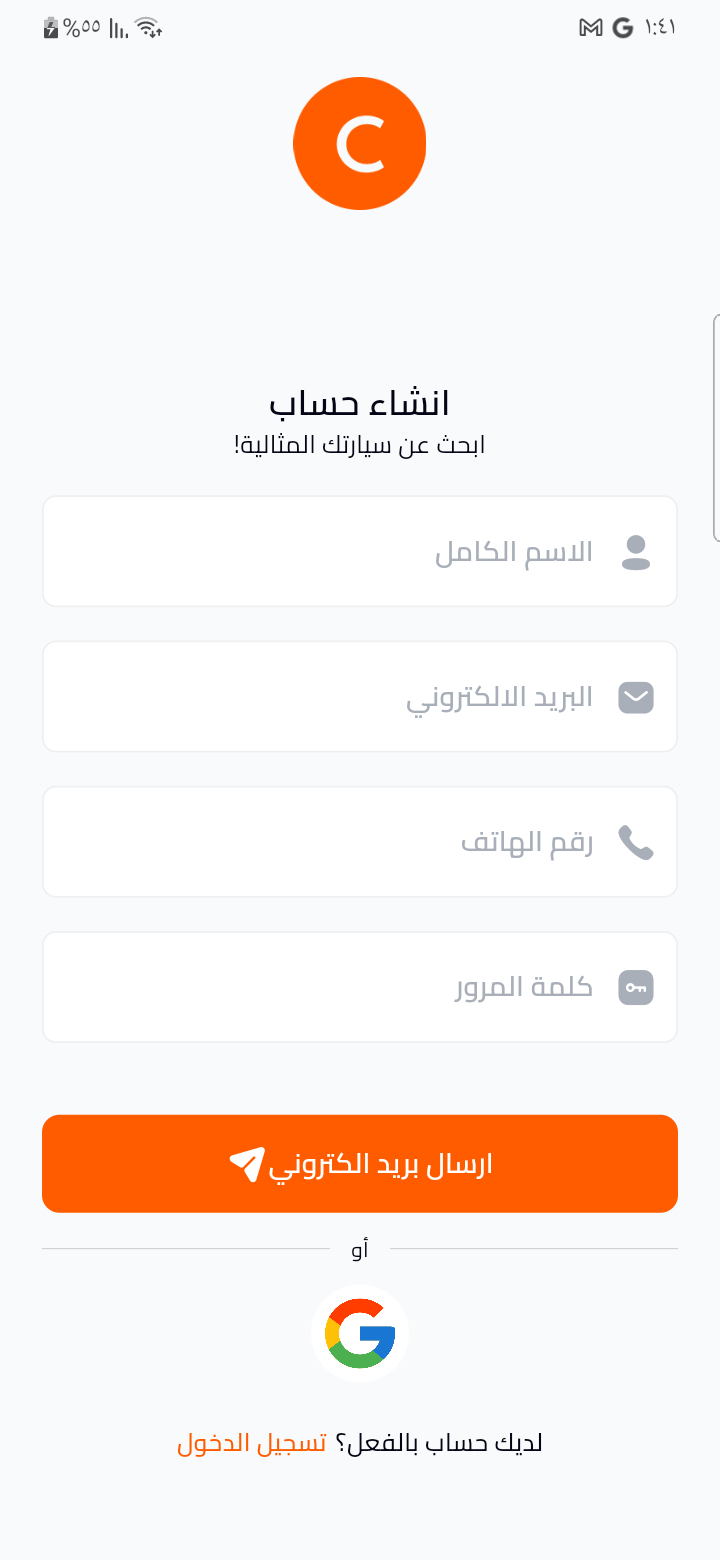 ١:٤١
%٥٥
C
انشاء حساب
ابحث عن سيارتك المثالية!
الاسم الكامل
البريد الالكتروني
رقم الهاتف
كلمة المرور
ارسال بريد الكتروني
أو
لديك حساب بالفعل؟ تسجيل الدخول